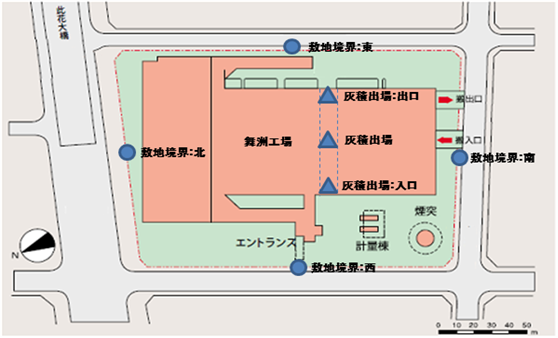 此花大橋
敷地境界:東
灰積出場:出口
搬出口
舞洲工場
灰積出場
搬入口
敷地境界:北
敷地境界:南
灰積出場:入口
煙突
エントランス
計量棟
N
敷地境界:西
0 10 20 30 40 50
m